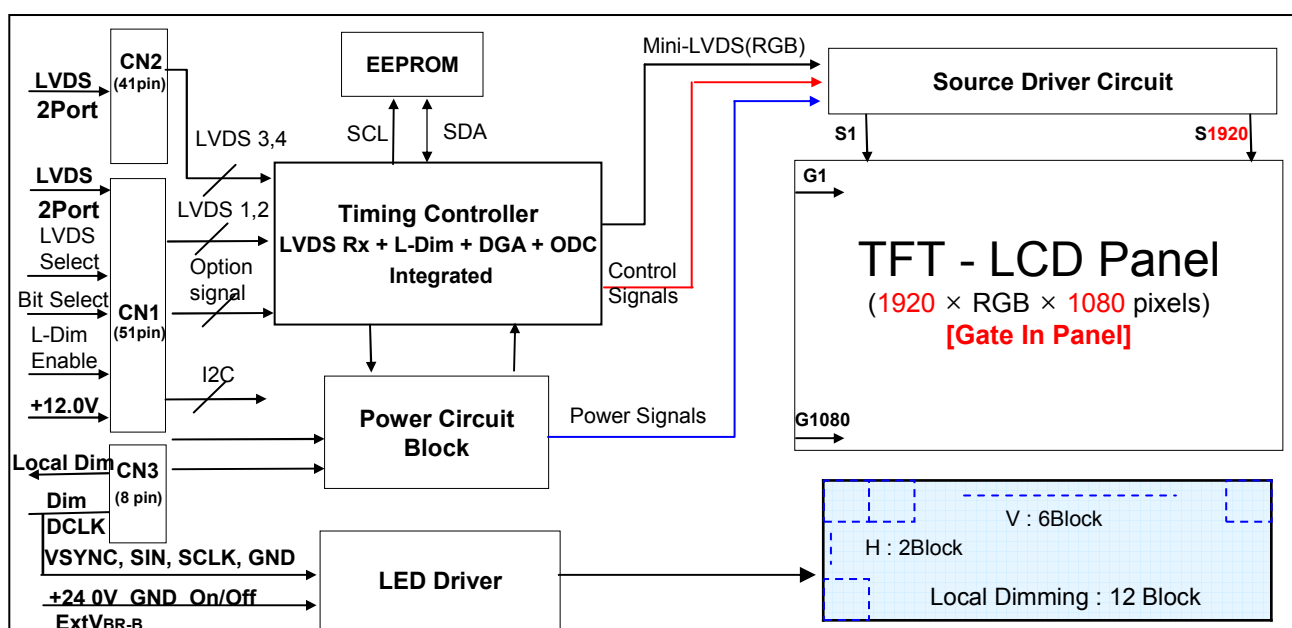 CN2
(41pin)
LVDS
2Port
EEPROM
Mini-LVDS(RGB)
Source Driver Circuit
SCL
SDA
LVDS 3,4
S1
S1920
LVDS
2Port
LVDS
Select
Bit Select
L-Dim
Enable
+12.0V
CN1
(51pin)
LVDS 1,2
Option
signal
I2C
Timing Controller
LVDS Rx + L-Dim + DGA + ODC
Integrated
Control
Signals
G1
TFT - LCD Panel
(1920 × RGB × 1080 pixels)
[Gate In Panel]
G1080
Power Circuit
Block
Power Signals
Local Dim
CN3
(8 pin)
Dim
DCLK
VSYNC, SIN, SCLK, GND
+24 0V GND On/Off
ExtVBR-B
LED Driver
V : 6Block
H : 2Block
Local Dimming : 12 Block